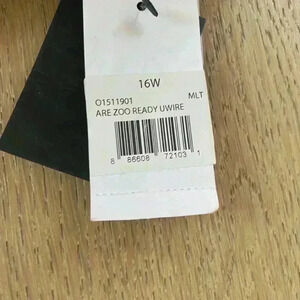 16W
O1511901 MLT
ARE ZOO READY UWIRE
8 86608 72103 1